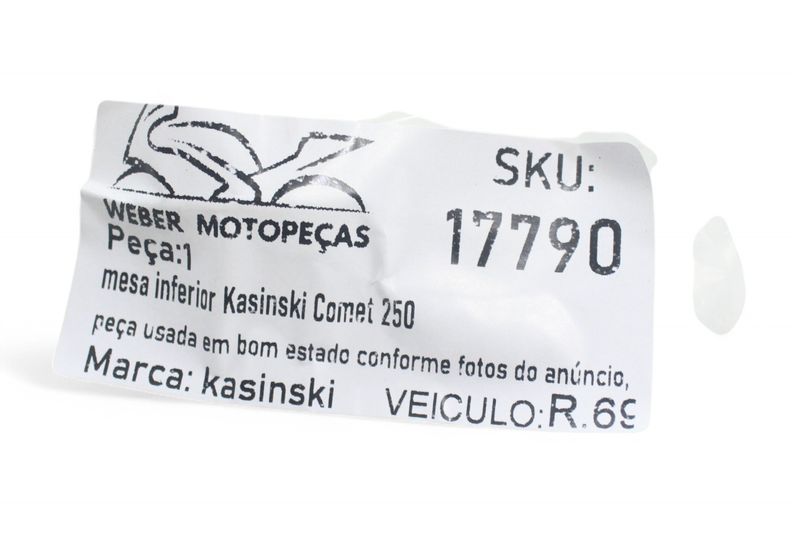 WEBER MOTOPEÇAS
SKU:
17790
Peça:1
mesa inferior Kasinski Comet 250
peça usada em bom estado conforme fotos do anúncio,
Marca: kasinski
VEICULO: R.69